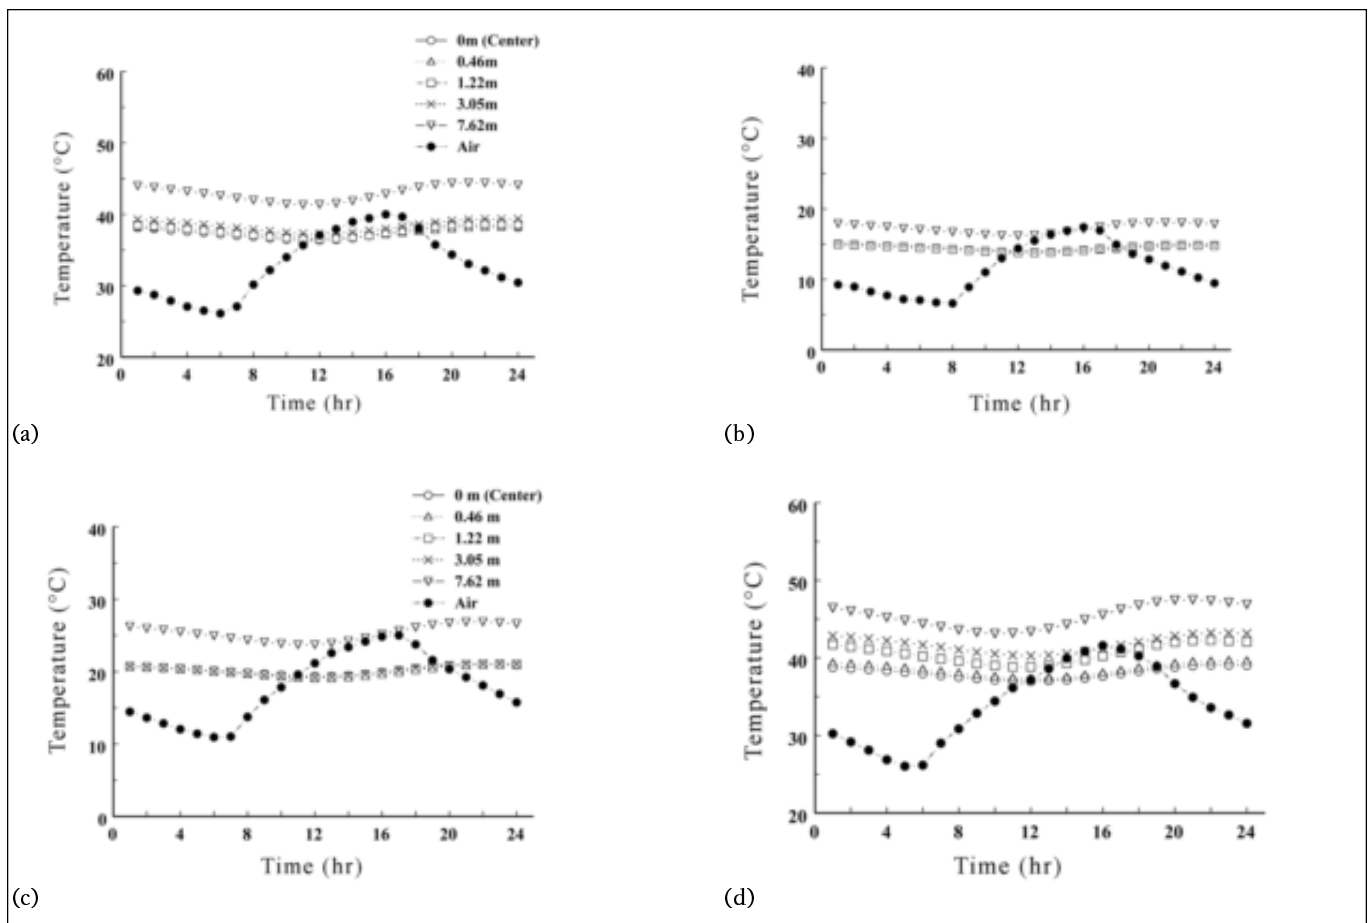 0m (Center)
0.46m
1.22m
3.05m
7.62m
Air
60
50
40
30
20
Temperature (°C)
0 4 8 12 16 20 24
Time (hr)
(a)
40
30
20
10
0
Temperature (°C)
0 4 8 12 16 20 24
Time (hr)
(b)
0 m (Center)
0.46 m
1.22 m
3.05 m
7.62 m
Air
40
30
20
10
0
Temperature (°C)
0 4 8 12 16 20 24
Time (hr)
(c)
60
50
40
30
20
Temperature (°C)
0 4 8 12 16 20 24
Time (hr)
(d)